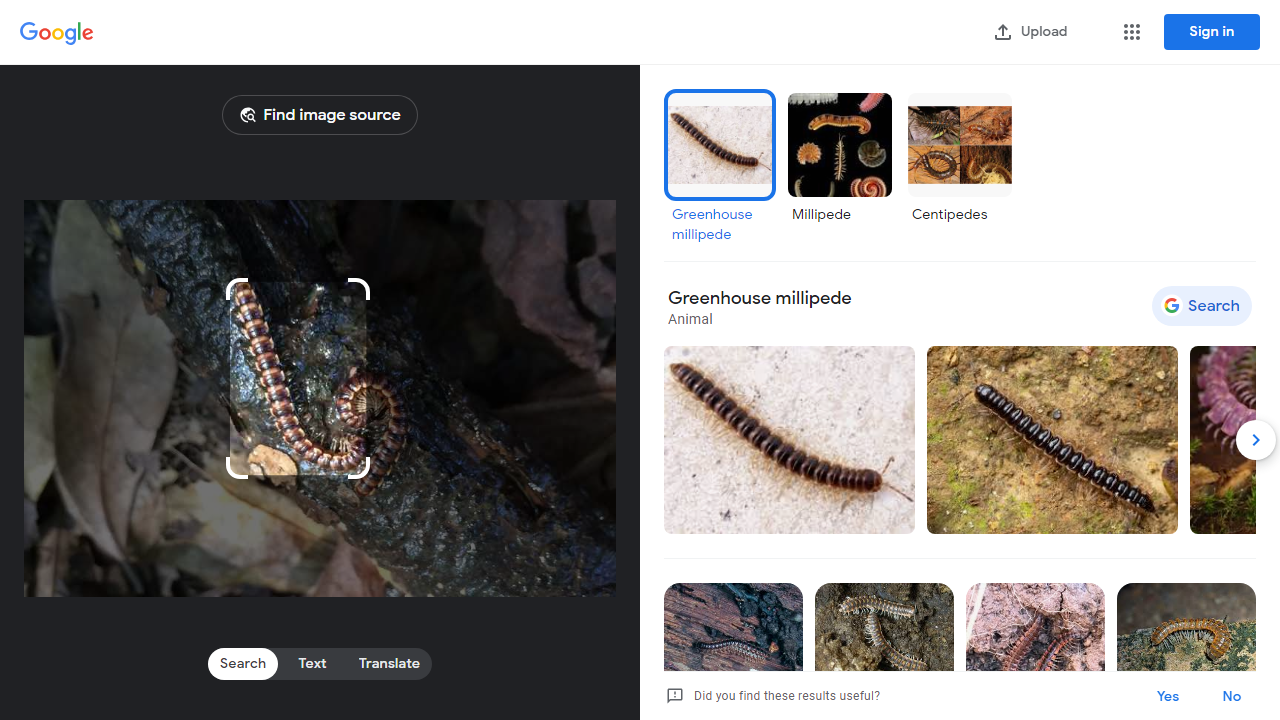 Google
Upload
Sign in
Find image source
Greenhouse
millipede
Millipede
Centipedes
Greenhouse millipede
Animal
Search
Search
Text
Translate
Did you find these results useful?
Yes
No